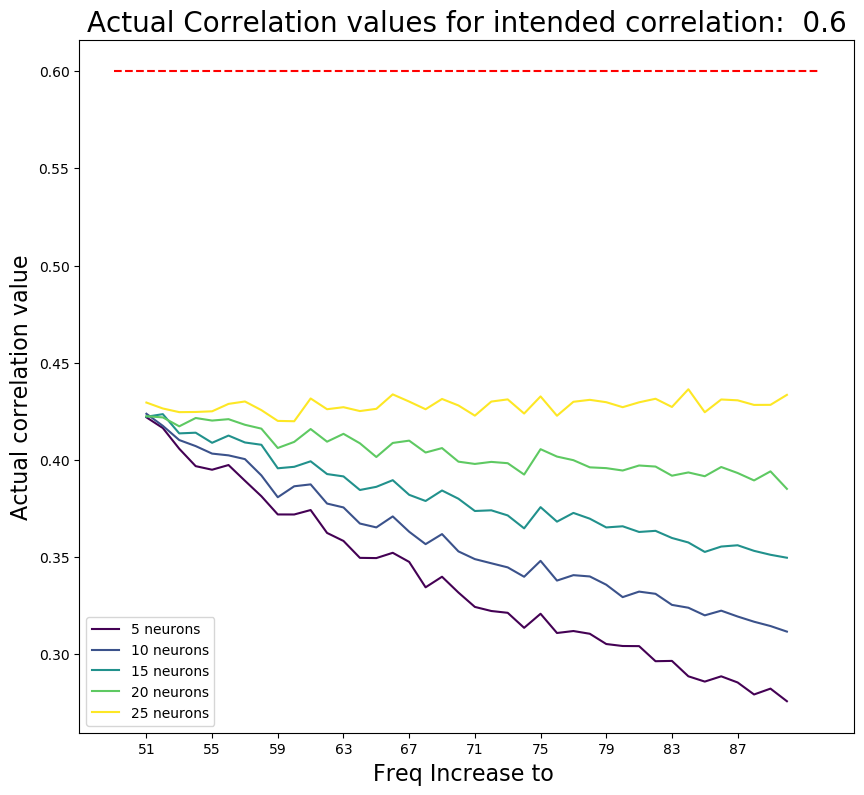 Actual Correlation values for intended correlation:  0.6
Actual correlation value
0.60
0.55
0.50
0.45
0.40
0.35
0.30
5 neurons
10 neurons
15 neurons
20 neurons
25 neurons
51 55 59 63 67 71 75 79 83 87
Freq Increase to